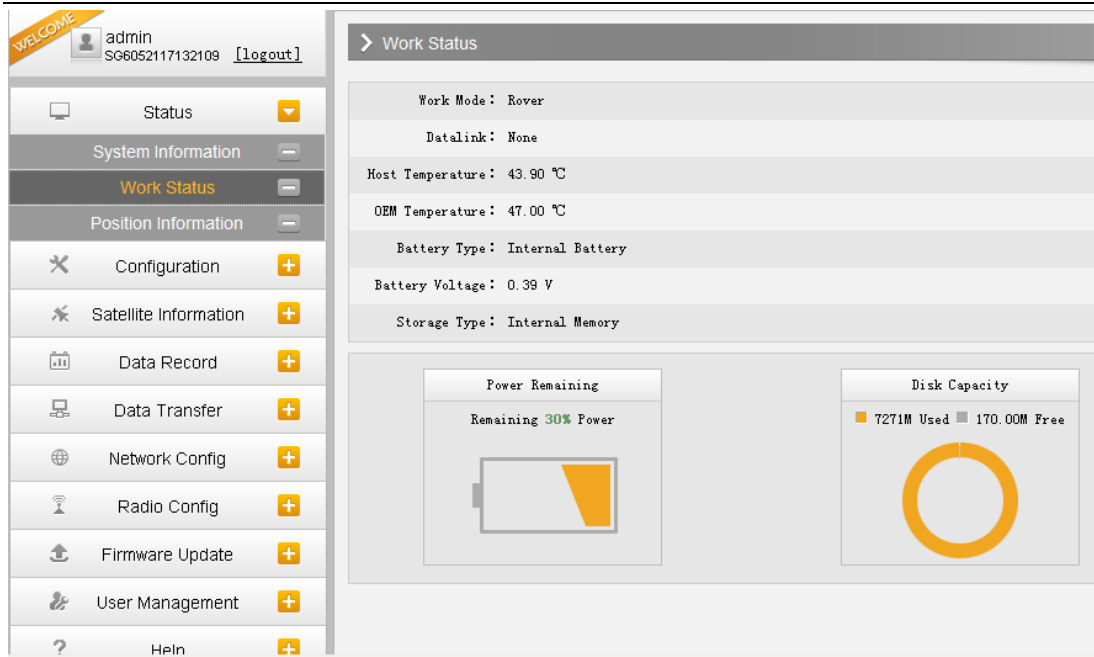 WELCOME
admin
SG6052117132109 [logout]
Status
System Information
Work Status
Position Information
Configuration
Satellite Information
Data Record
Data Transfer
Network Config
Radio Config
Firmware Update
User Management
Help
Work Status
Work Mode: Rover
Datalink: None
Host Temperature: 43.90 ℃
OEM Temperature: 47.00 ℃
Battery Type: Internal Battery
Battery Voltage: 0.39 V
Storage Type: Internal Memory
Power Remaining
Remaining 30% Power
Disk Capacity
7271M Used 170.00M Free